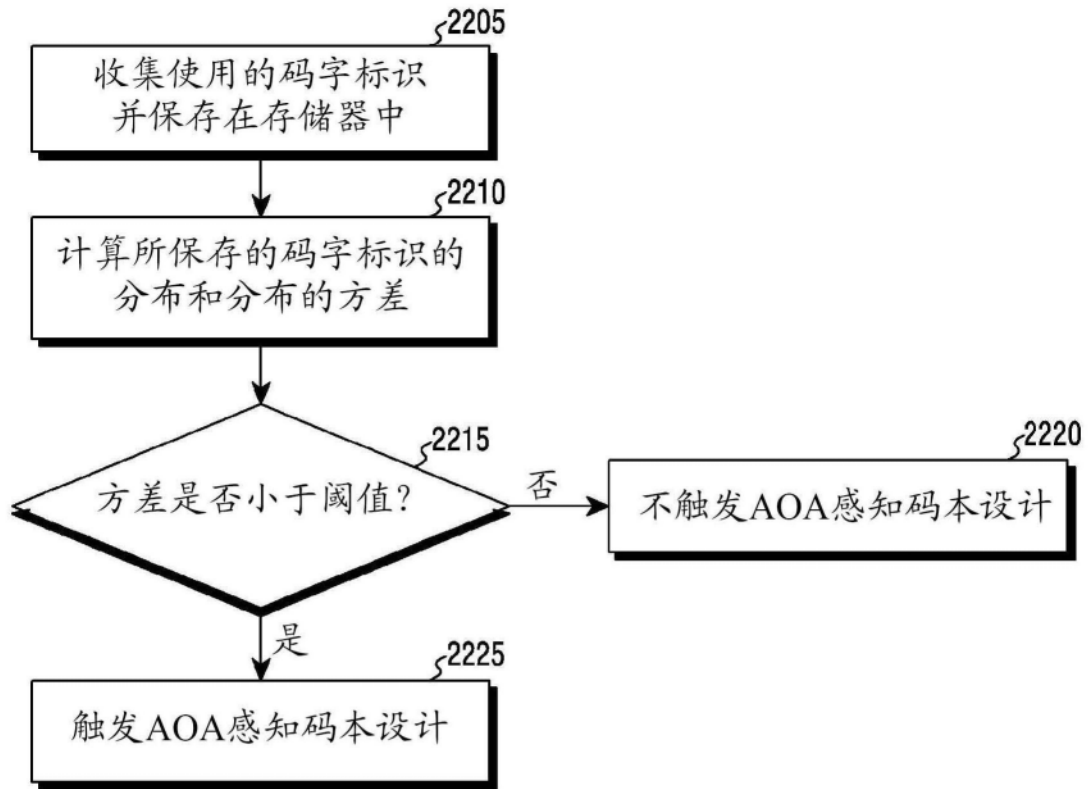 2205
收集使用的码字标识
并保存在存储器中
2210
计算所保存的码字标识的
分布和分布的方差
2215
方差是否小于阈值?
否
2220
不触发AOA感知码本设计
是
2225
触发AOA感知码本设计